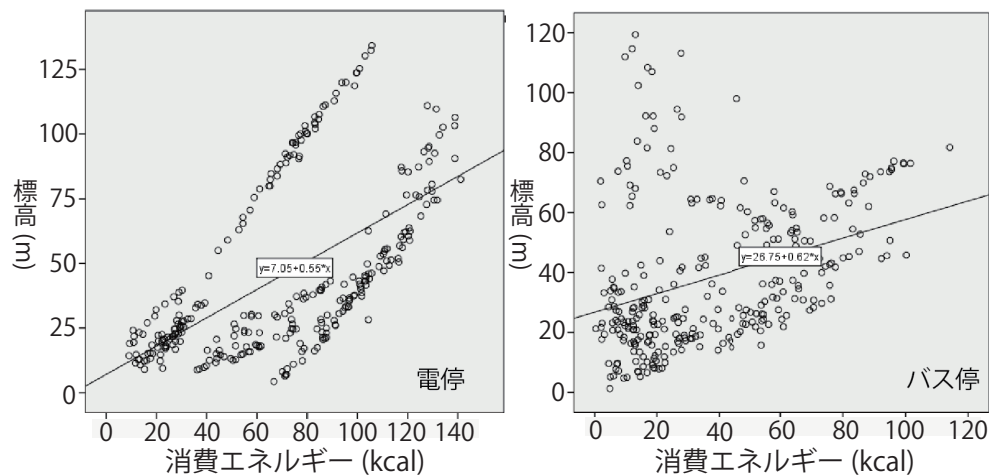 標高 (m)
125
100
75
50
25
0
y=7.05+0.55*x
電停
0 20 40 60 80 100 120 140
消費エネルギー (kcal)
標高 (m)
120
100
80
60
40
20
0
y=26.75+0.62*x
バス停
0 20 40 60 80 100 120
消費エネルギー (kcal)